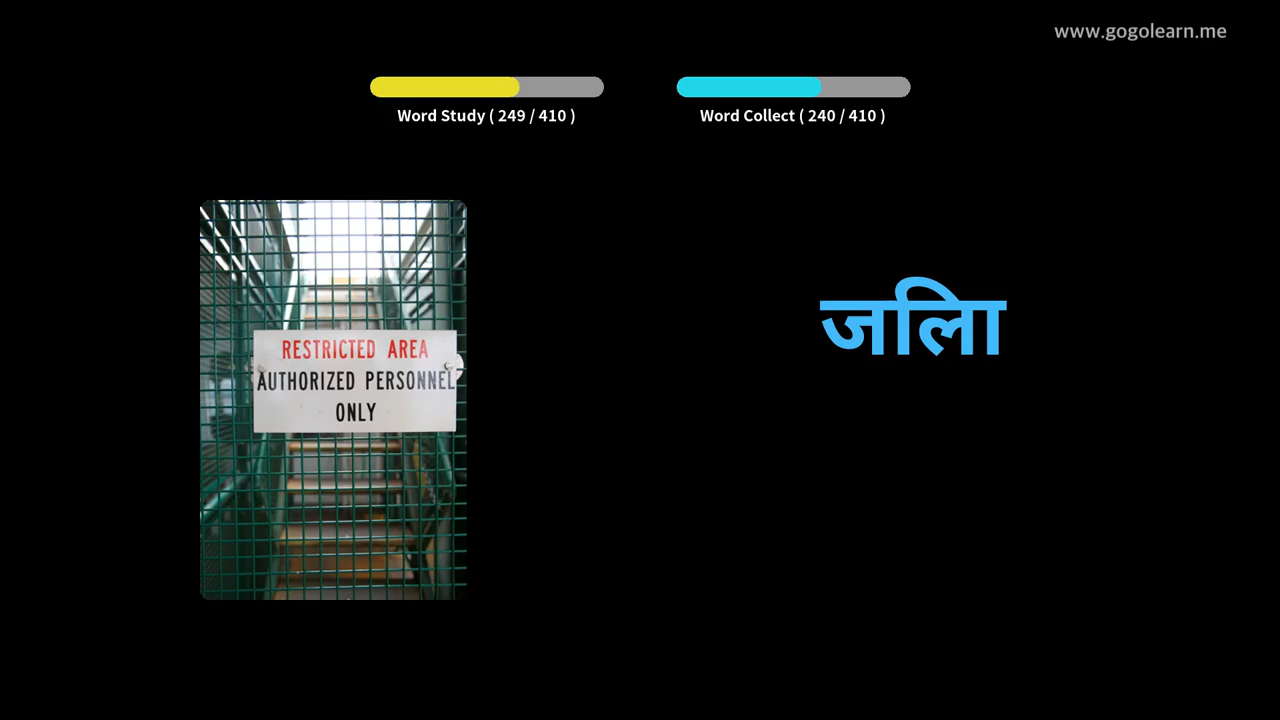 www.gogolearn.me
Word Study ( 249 / 410 )
Word Collect ( 240 / 410 )
RESTRICTED AREA
AUTHORIZED PERSONNEL
ONLY
जलिा